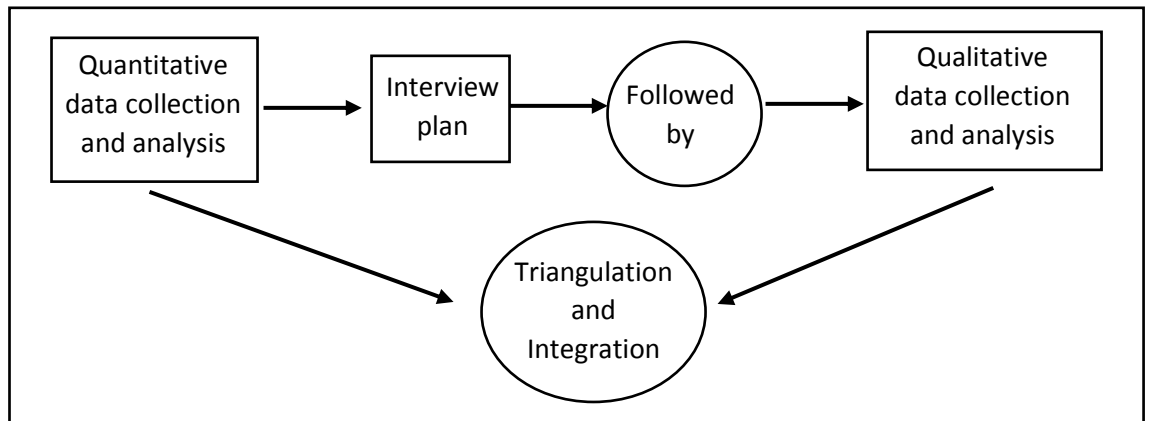 Quantitative
data collection
and analysis
Interview
plan
Followed
by
Qualitative
data collection
and analysis
Triangulation
and
Integration